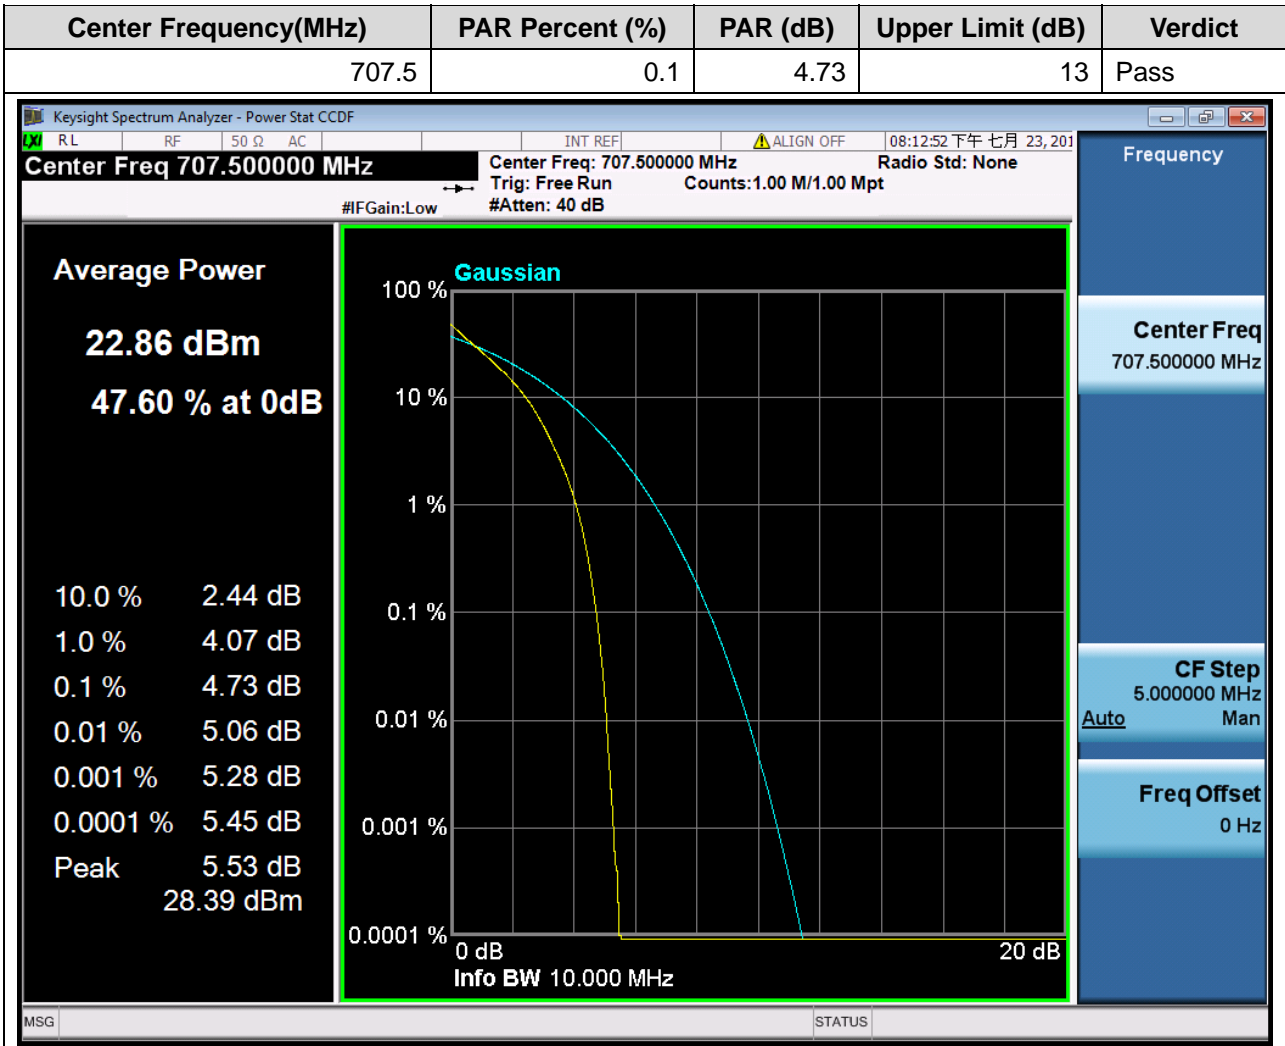 Center Frequency(MHz) PAR Percent (%) PAR (dB) Upper Limit (dB) Verdict
707.5 0.1 4.73 13 Pass
Keysight Spectrum Analyzer - Power Stat CCDF
LXI RL RF 50 Ω AC INT REF ALIGN OFF 08:12:52 下午 七月 23, 201
Center Freq 707.500000 MHz
Center Freq: 707.500000 MHz Radio Std: None
Trig: Free Run Counts:1.00 M/1.00 Mpt
#IFGain:Low #Atten: 40 dB
Frequency
Average Power
22.86 dBm
47.60 % at 0dB
10.0 % 2.44 dB
1.0 % 4.07 dB
0.1 % 4.73 dB
0.01 % 5.06 dB
0.001 % 5.28 dB
0.0001 % 5.45 dB
Peak 5.53 dB
28.39 dBm
Gaussian
100 %
10 %
1 %
0.1 %
0.01 %
0.001 %
0.0001 %
0 dB 20 dB
Info BW 10.000 MHz
Center Freq
707.500000 MHz
CF Step
5.000000 MHz
Auto Man
Freq Offset
0 Hz
MSG STATUS